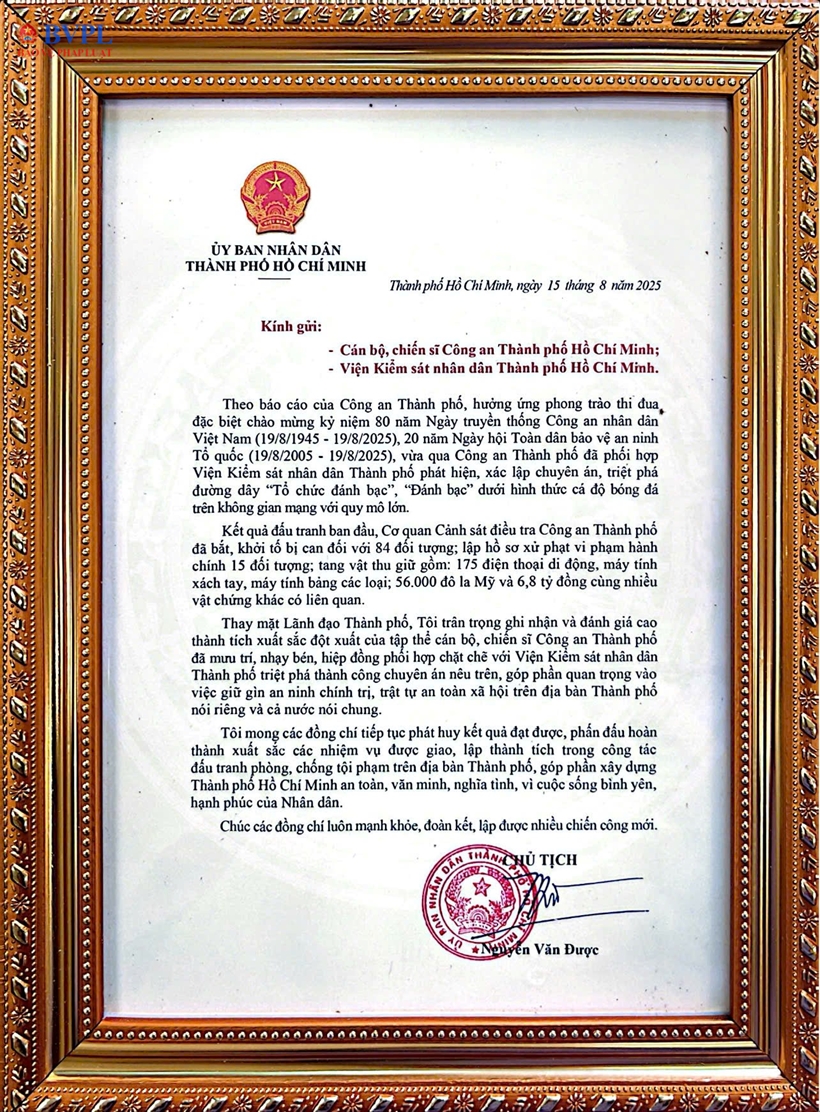 BVPL
BẢO VỆ PHÁP LUẬT
VIỆT NAM
ỦY BAN NHÂN DÂN
THÀNH PHỐ HỒ CHÍ MINH
Thành phố Hồ Chí Minh, ngày 15 tháng 8 năm 2025
Kính gửi:
- Cán bộ, chiến sĩ Công an Thành phố Hồ Chí Minh;
- Viện Kiểm sát nhân dân Thành phố Hồ Chí Minh.
Theo báo cáo của Công an Thành phố, hưởng ứng phong trào thi đua
đặc biệt chào mừng kỷ niệm 80 năm Ngày truyền thống Công an nhân dân
Việt Nam (19/8/1945 - 19/8/2025), 20 năm Ngày hội Toàn dân bảo vệ an ninh
Tổ quốc (19/8/2005 - 19/8/2025), vừa qua Công an Thành phố đã phối hợp
Viện Kiểm sát nhân dân Thành phố phát hiện, xác lập chuyên án, triệt phá
đường dây “Tổ chức đánh bạc”, “Đánh bạc” dưới hình thức cá độ bóng đá
trên không gian mạng với quy mô lớn.
Kết quả đấu tranh ban đầu, Cơ quan Cảnh sát điều tra Công an Thành phố
đã bắt, khởi tố bị can đối với 84 đối tượng; lập hồ sơ xử phạt vi phạm hành
chính 15 đối tượng; tang vật thu giữ gồm: 175 điện thoại di động, máy tính
xách tay, máy tính bảng các loại; 56.000 đô la Mỹ và 6,8 tỷ đồng cùng nhiều
vật chứng khác có liên quan.
Thay mặt Lãnh đạo Thành phố, Tôi trân trọng ghi nhận và đánh giá cao
thành tích xuất sắc đột xuất của tập thể cán bộ, chiến sĩ Công an Thành phố
đã mưu trí, nhạy bén, hiệp đồng phối hợp chặt chẽ với Viện Kiểm sát nhân dân
Thành phố triệt phá thành công chuyên án nêu trên, góp phần quan trọng vào
việc giữ gìn an ninh chính trị, trật tự an toàn xã hội trên địa bàn Thành phố
nói riêng và cả nước nói chung.
Tôi mong các đồng chí tiếp tục phát huy kết quả đạt được, phấn đấu hoàn
thành xuất sắc các nhiệm vụ được giao, lập thành tích trong công tác
đấu tranh phòng, chống tội phạm trên địa bàn Thành phố, góp phần xây dựng
Thành phố Hồ Chí Minh an toàn, văn minh, nghĩa tình, vì cuộc sống bình yên,
hạnh phúc của Nhân dân.
Chúc các đồng chí luôn mạnh khỏe, đoàn kết, lập được nhiều chiến công mới.
CHỦ TỊCH
ỦY BAN NHÂN DÂN THÀNH PHỐ HỒ CHÍ MINH
Nguyễn Văn Được